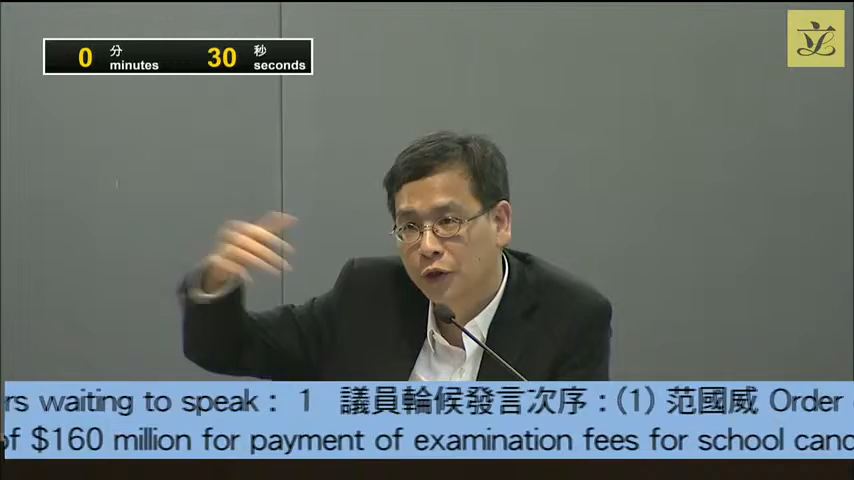 0 分 minutes 30 秒 seconds
rs waiting to speak : 1 議員輪候發言次序 : (1) 范國威 Order
of $160 million for payment of examination fees for school cand